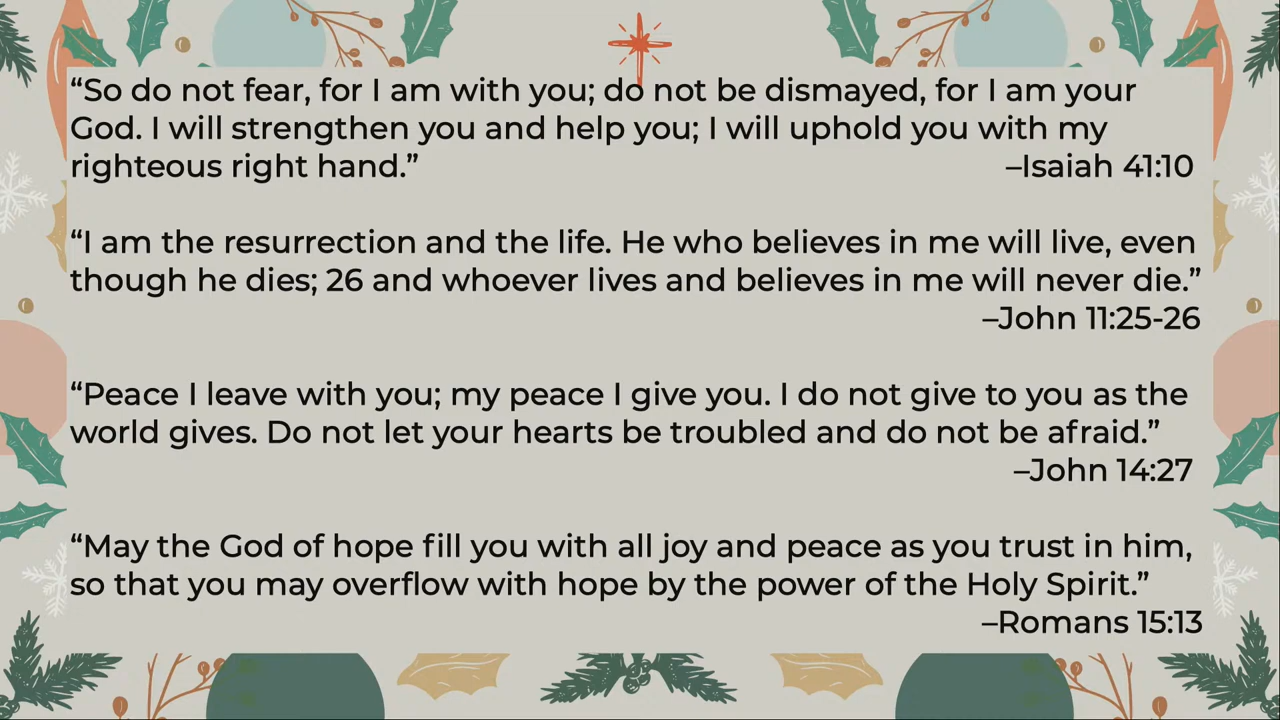 “So do not fear, for I am with you; do not be dismayed, for I am your
God. I will strengthen you and help you; I will uphold you with my
righteous right hand.” –Isaiah 41:10
“I am the resurrection and the life. He who believes in me will live, even
though he dies; 26 and whoever lives and believes in me will never die.”
–John 11:25-26
“Peace I leave with you; my peace I give you. I do not give to you as the
world gives. Do not let your hearts be troubled and do not be afraid.”
–John 14:27
“May the God of hope fill you with all joy and peace as you trust in him,
so that you may overflow with hope by the power of the Holy Spirit.”
–Romans 15:13